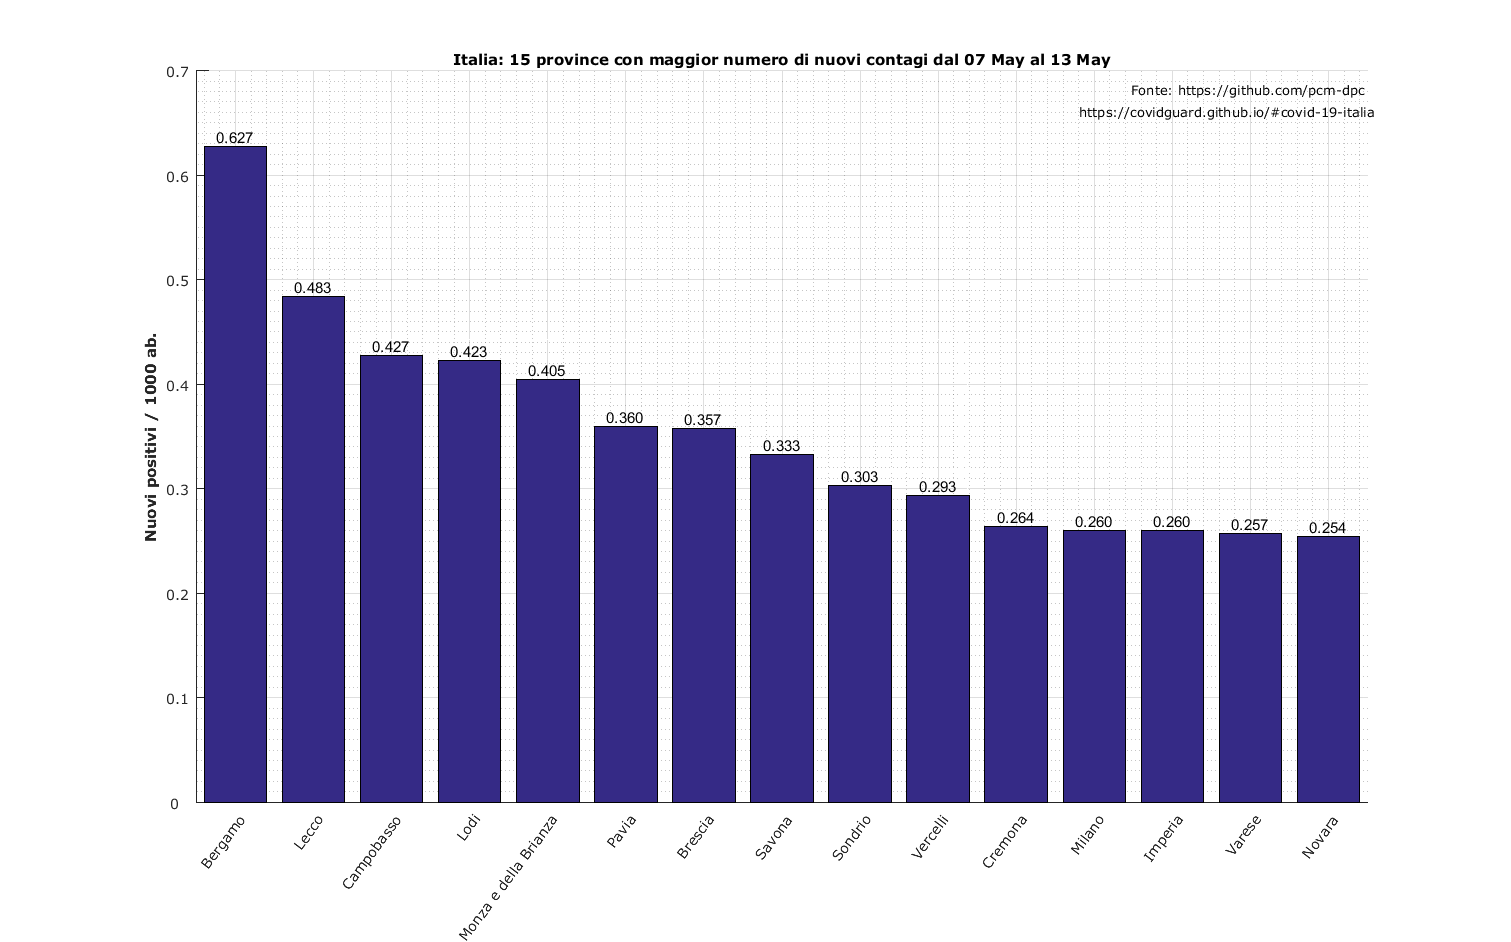 Italia: 15 province con maggior numero di nuovi contagi dal 07 May al 13 May
Fonte: https://github.com/pcm-dpc
https://covidguard.github.io/#covid-19-italia
Nuovi positivi / 1000 ab.
0.7
0.6
0.5
0.4
0.3
0.2
0.1
0
0.627
0.483
0.427
0.423
0.405
0.360
0.357
0.333
0.303
0.293
0.264
0.260
0.260
0.257
0.254
Bergamo
Lecco
Campobasso
Lodi
Monza e della Brianza
Pavia
Brescia
Savona
Sondrio
Vercelli
Cremona
Milano
Imperia
Varese
Novara